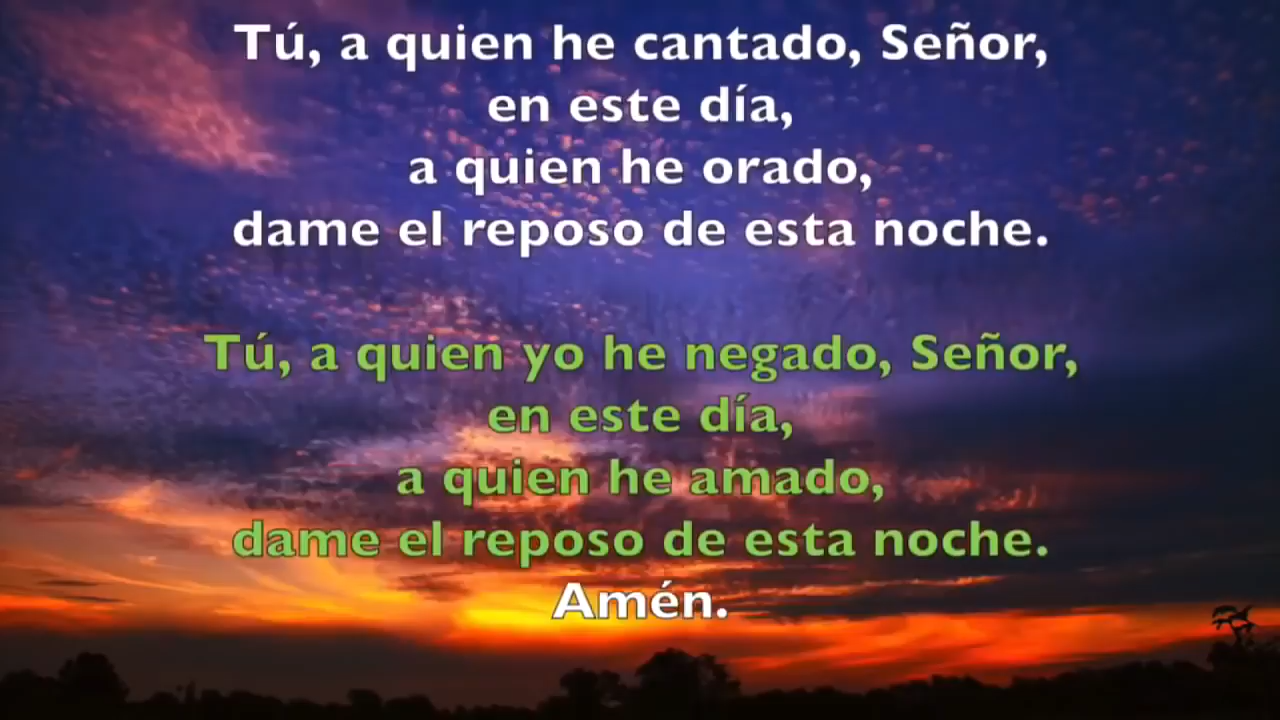 Tú, a quien he cantado, Señor,
en este día,
a quien he orado,
dame el reposo de esta noche.
Tú, a quien yo he negado, Señor,
en este día,
a quien he amado,
dame el reposo de esta noche.
Amén.